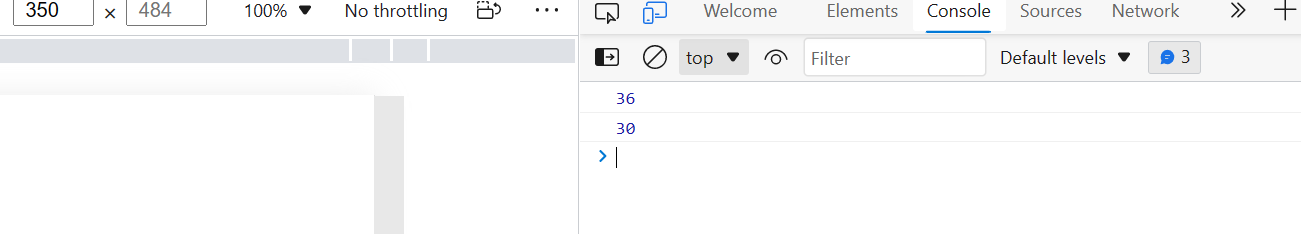 350 × 484 100% ▼ No throttling ···
Welcome Elements Console Sources Network
top ▼ Filter Default levels ▼ 3
36
30